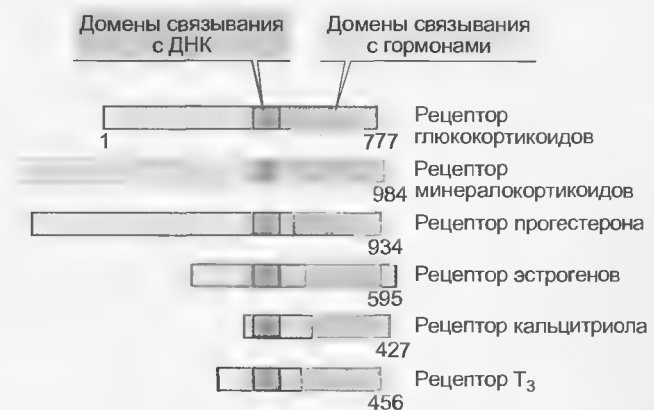 Домены связывания
с ДНК
Домены связывания
с гормонами
1
777
Рецептор
глюкокортикоидов
984
Рецептор
минералокортикоидов
934
Рецептор прогестерона
595
Рецептор эстрогенов
427
Рецептор кальцитриола
456
Рецептор Т₃